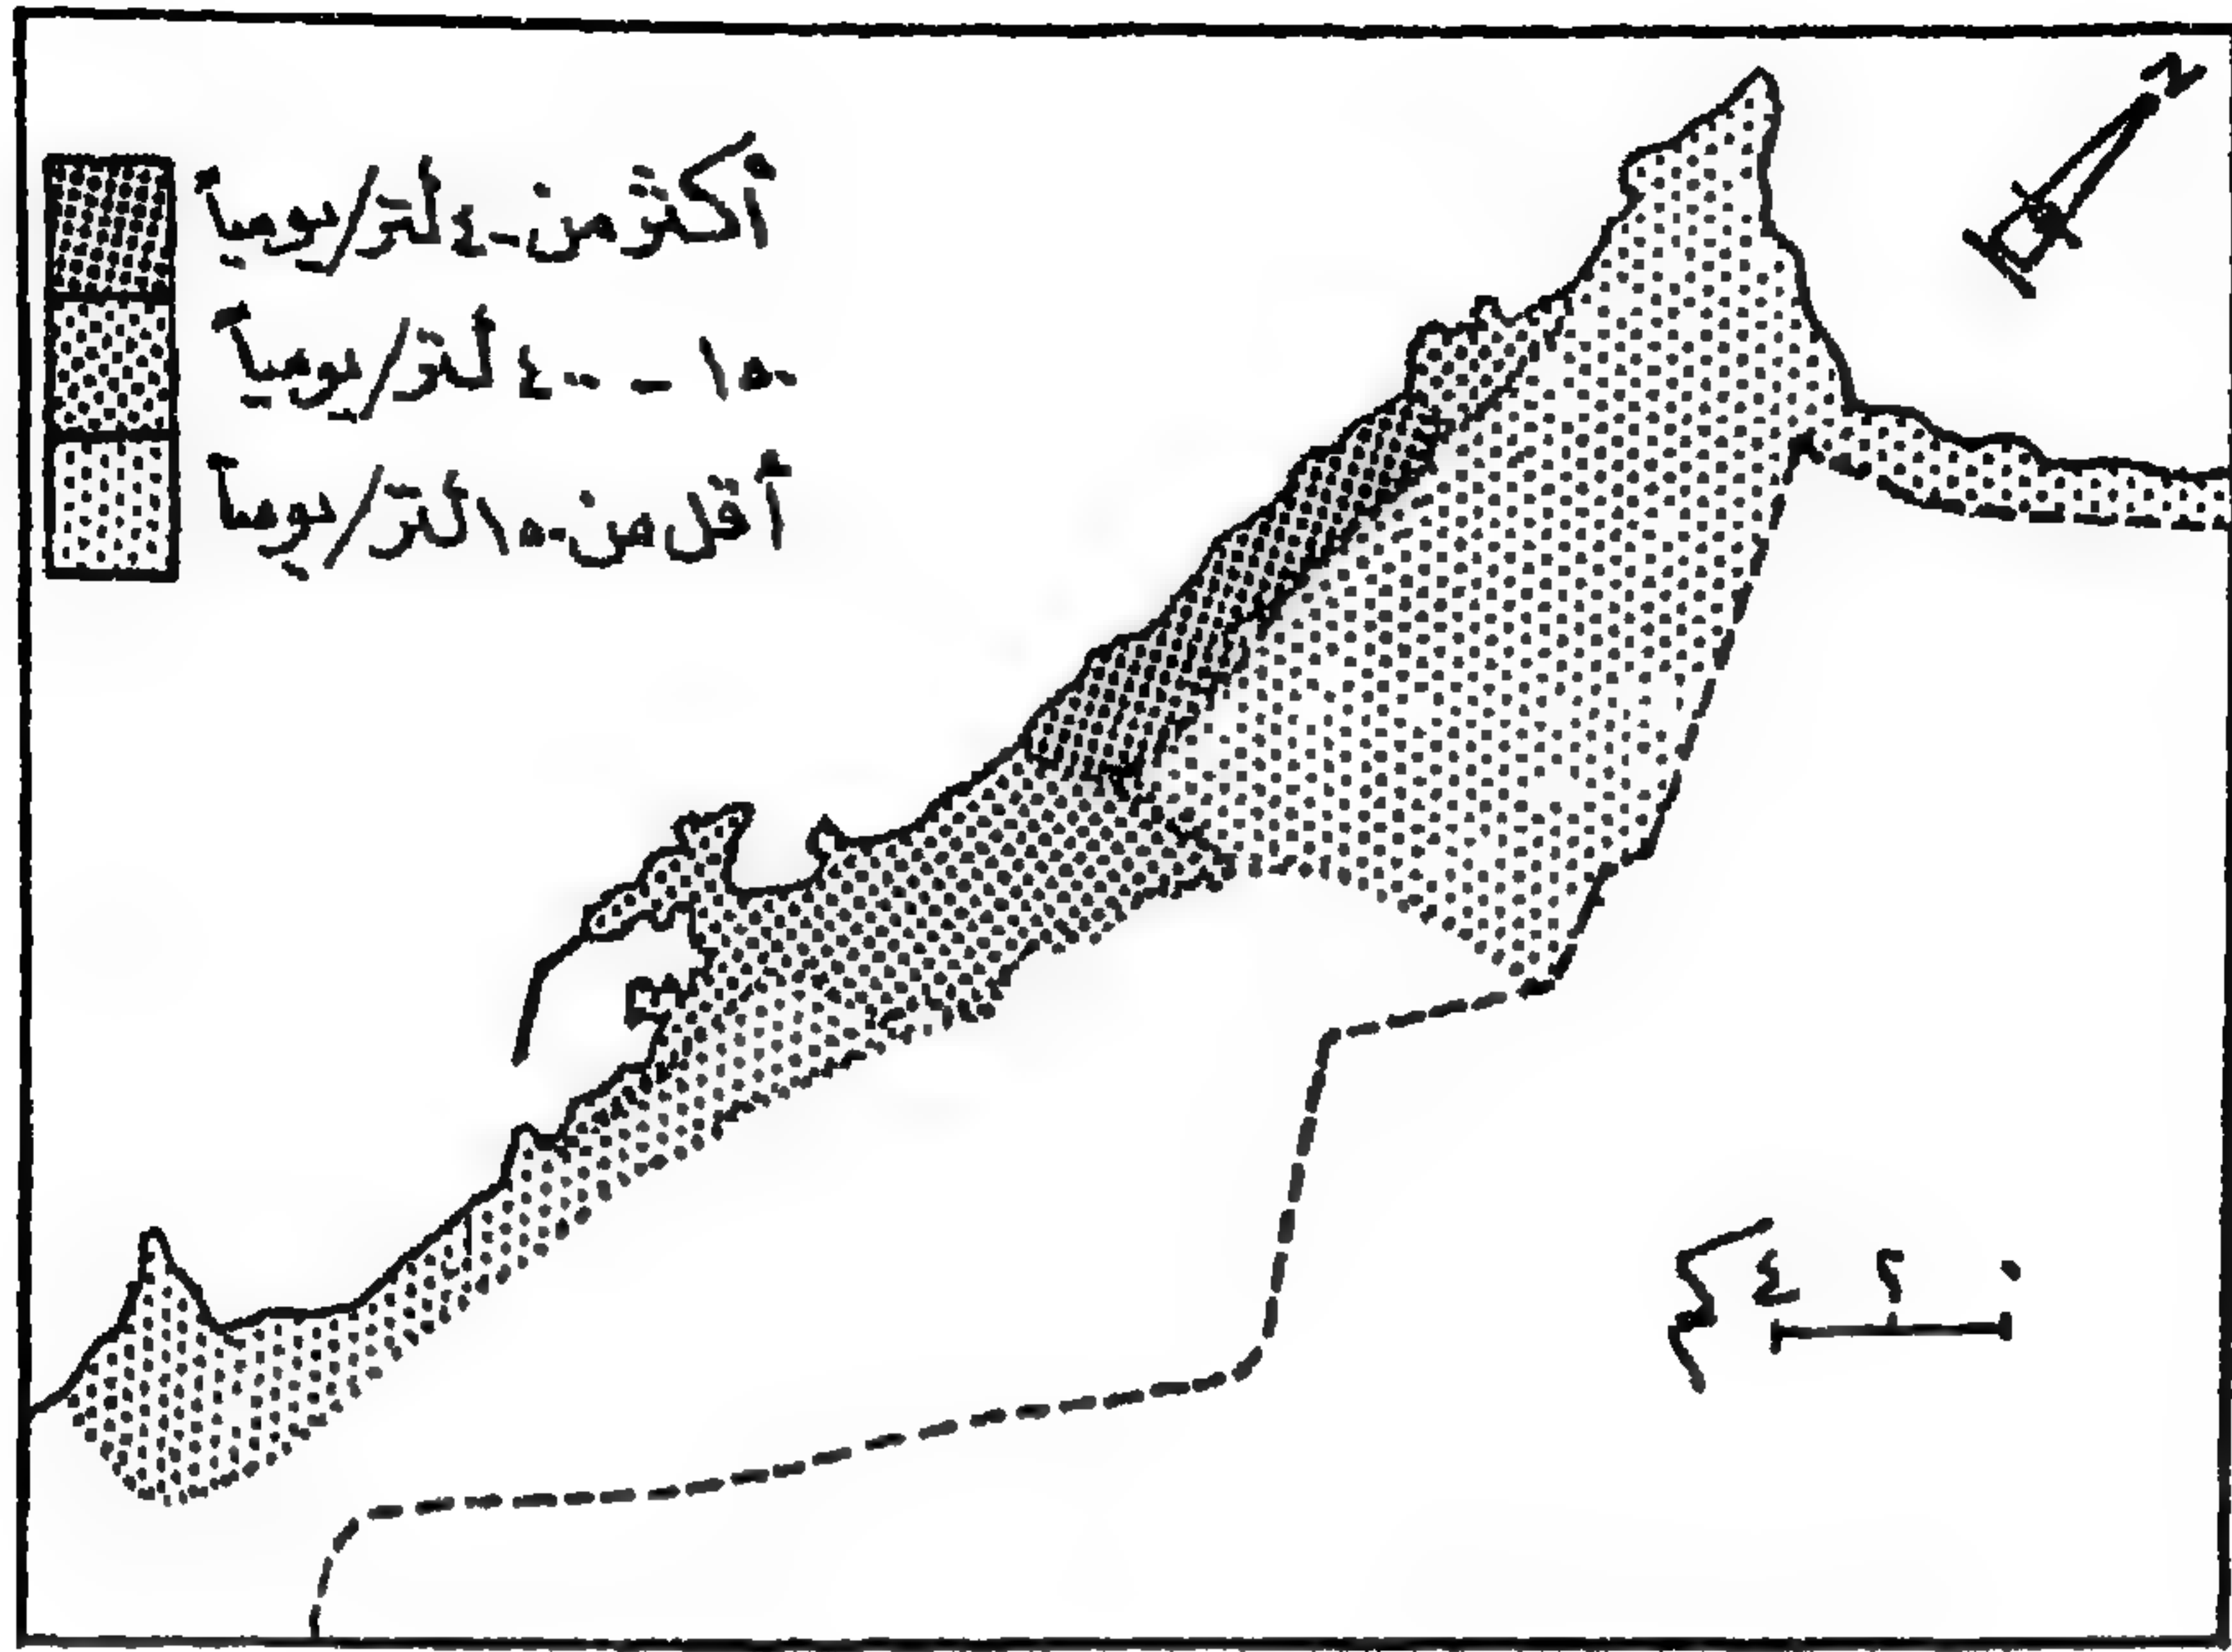 N
أكثر من ٤٠٠ لتر/يومياً
١٥٠ - ٤٠٠ لتر/يومياً
أقل من ١٥٠ لتر/يومياً
٠ ٢ ٤ كم